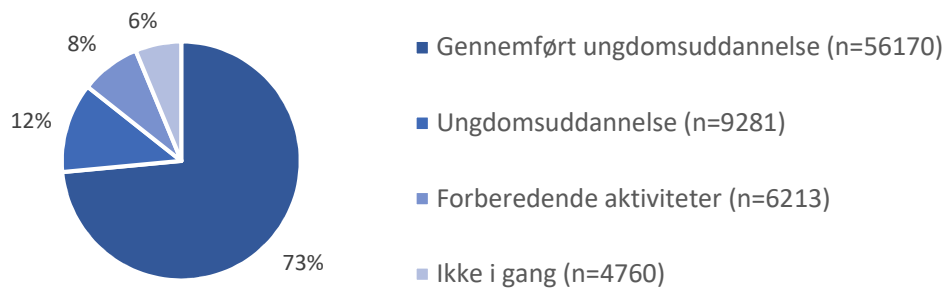 6%
8%
12%
73%
Gennemført ungdomsuddannelse (n=56170)
Ungdomsuddannelse (n=9281)
Forberedende aktiviteter (n=6213)
Ikke i gang (n=4760)